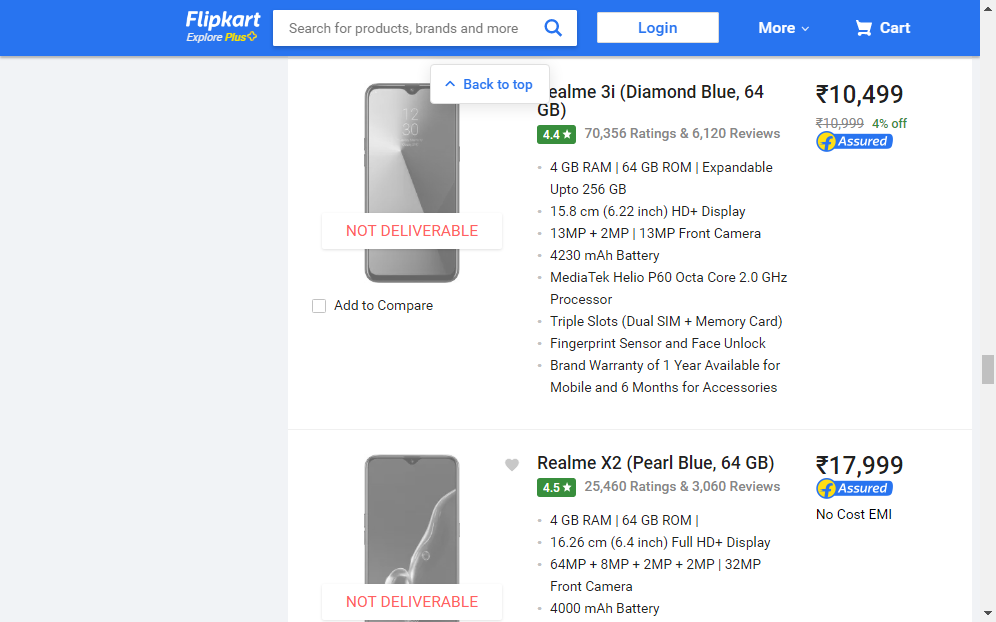 Flipkart
Explore Plus
Search for products, brands and more
Login
More
Cart
Back to top
ealme 3i (Diamond Blue, 64
GB)
₹10,499
4.4★
70,356 Ratings & 6,120 Reviews
₹10,999 4% off
Assured
4 GB RAM | 64 GB ROM | Expandable
Upto 256 GB
15.8 cm (6.22 inch) HD+ Display
13MP + 2MP | 13MP Front Camera
4230 mAh Battery
MediaTek Helio P60 Octa Core 2.0 GHz
Processor
Triple Slots (Dual SIM + Memory Card)
Fingerprint Sensor and Face Unlock
Brand Warranty of 1 Year Available for
Mobile and 6 Months for Accessories
12
30
NOT DELIVERABLE
Add to Compare
Realme X2 (Pearl Blue, 64 GB)
₹17,999
4.5★
25,460 Ratings & 3,060 Reviews
Assured
No Cost EMI
4 GB RAM | 64 GB ROM |
16.26 cm (6.4 inch) Full HD+ Display
64MP + 8MP + 2MP + 2MP | 32MP
Front Camera
4000 mAh Battery
NOT DELIVERABLE